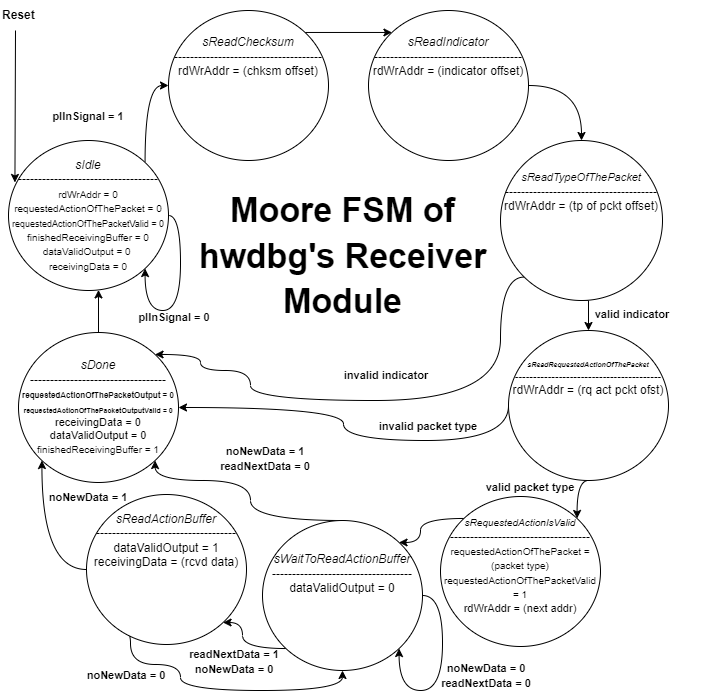 Reset
sReadChecksum
rdWrAddr = (chksm offset)
sReadIndicator
rdWrAddr = (indicator offset)
plInSignal = 1
sIdle
rdWrAddr = 0
requestedActionOfThePacket = 0
requestedActionOfThePacketValid = 0
finishedReceivingBuffer = 0
dataValidOutput = 0
receivingData = 0
plInSignal = 0
Moore FSM of
hwdbg's Receiver
Module
sReadTypeOfThePacket
rdWrAddr = (tp of pckt offset)
valid indicator
invalid indicator
sReadRequestedActionOfThePacket
rdWrAddr = (rq act pckt ofst)
invalid packet type
valid packet type
sDone
requestedActionOfThePacketOutput = 0
requestedActionOfThePacketOutputValid = 0
receivingData = 0
dataValidOutput = 0
finishedReceivingBuffer = 1
noNewData = 1
readNextData = 0
noNewData = 1
sReadActionBuffer
dataValidOutput = 1
receivingData = (rcvd data)
sWaitToReadActionBuffer
dataValidOutput = 0
sRequestedActionIsValid
requestedActionOfThePacket =
(packet type)
requestedActionOfThePacketValid
= 1
rdWrAddr = (next addr)
readNextData = 1
noNewData = 0
noNewData = 0
noNewData = 0
readNextData = 0